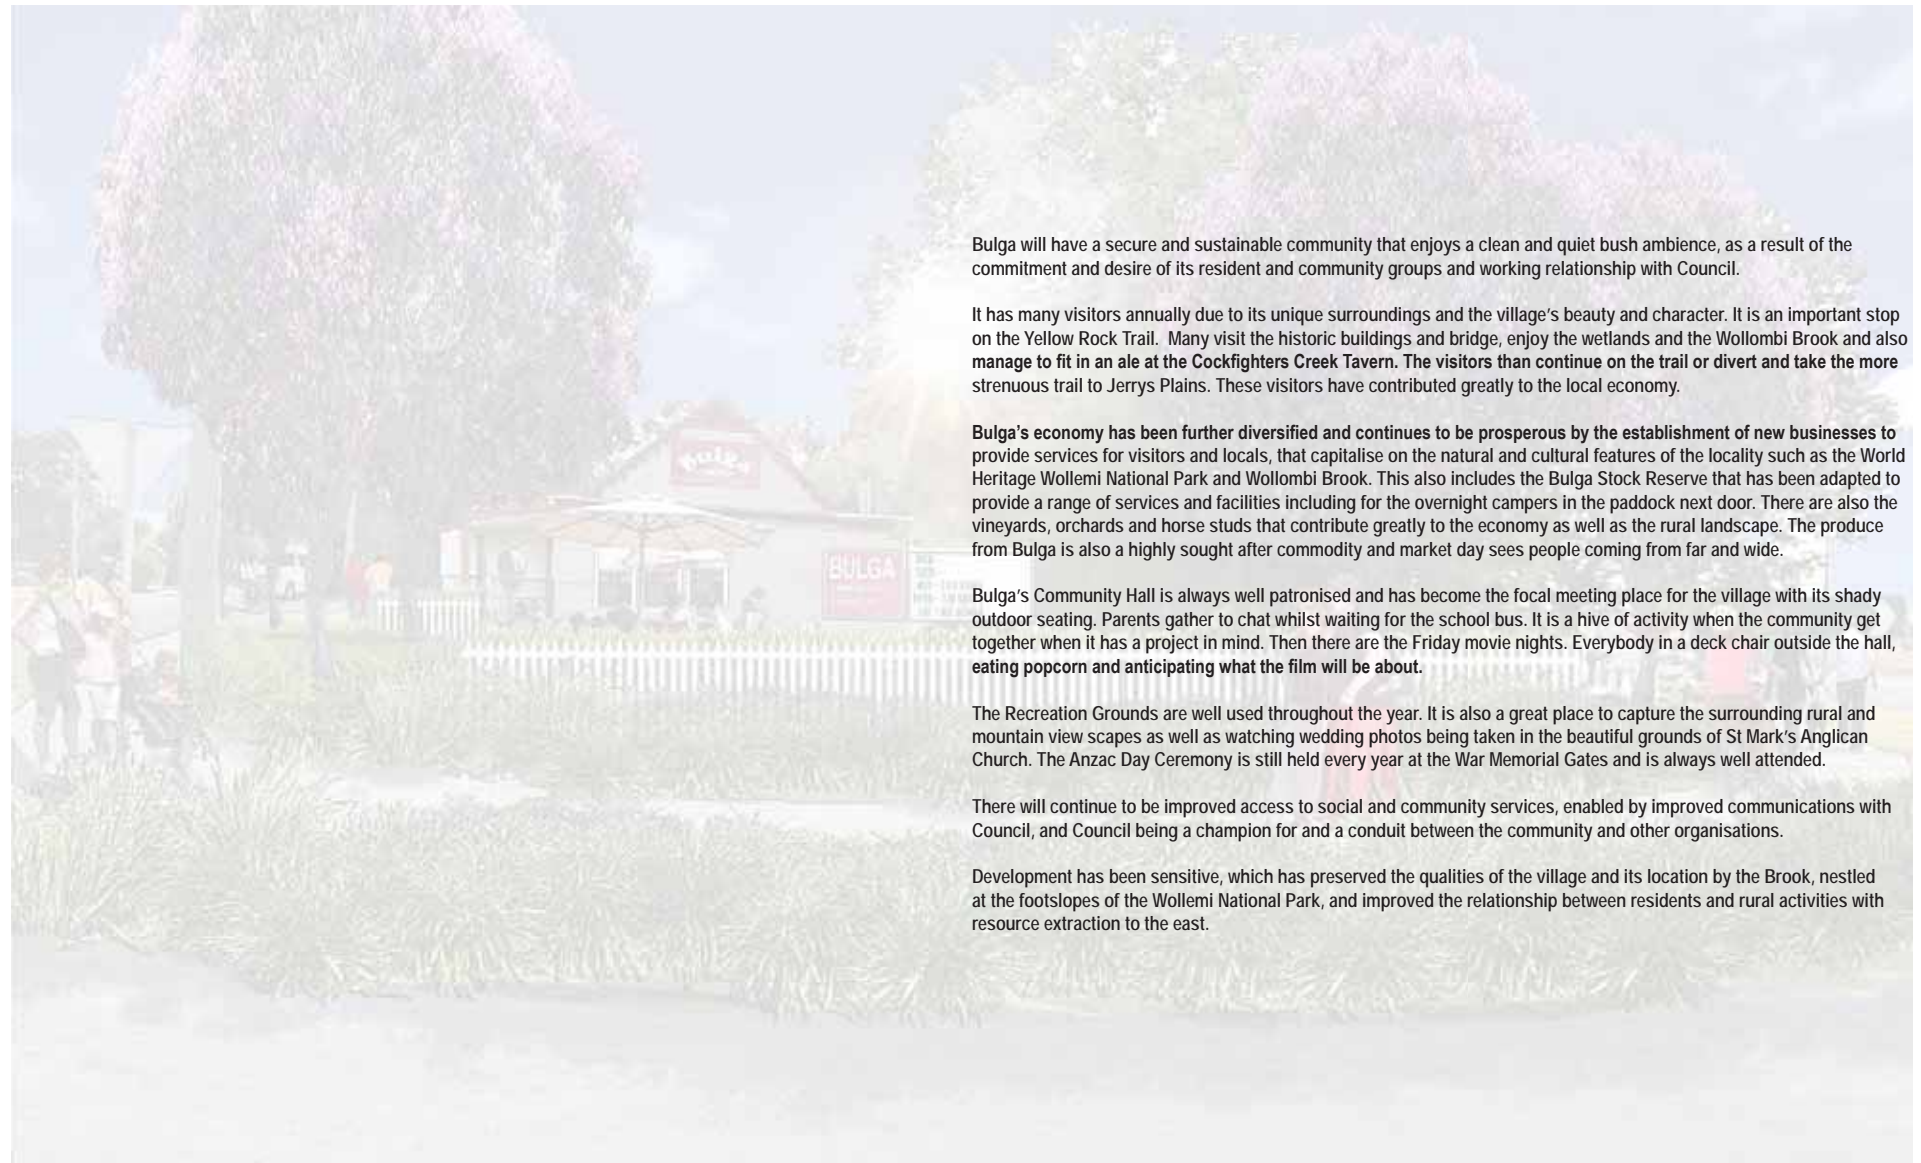 Bulga will have a secure and sustainable community that enjoys a clean and quiet bush ambience, as a result of the
commitment and desire of its resident and community groups and working relationship with Council.
It has many visitors annually due to its unique surroundings and the village's beauty and character. It is an important stop
on the Yellow Rock Trail.  Many visit the historic buildings and bridge, enjoy the wetlands and the Wollombi Brook and also
manage to fit in an ale at the Cockfighters Creek Tavern. The visitors than continue on the trail or divert and take the more
strenuous trail to Jerrys Plains. These visitors have contributed greatly to the local economy.
Bulga's economy has been further diversified and continues to be prosperous by the establishment of new businesses to
provide services for visitors and locals, that capitalise on the natural and cultural features of the locality such as the World
Heritage Wollemi National Park and Wollombi Brook. This also includes the Bulga Stock Reserve that has been adapted to
provide a range of services and facilities including for the overnight campers in the paddock next door. There are also the
vineyards, orchards and horse studs that contribute greatly to the economy as well as the rural landscape. The produce
from Bulga is also a highly sought after commodity and market day sees people coming from far and wide.
Bulga's Community Hall is always well patronised and has become the focal meeting place for the village with its shady
outdoor seating. Parents gather to chat whilst waiting for the school bus. It is a hive of activity when the community get
together when it has a project in mind. Then there are the Friday movie nights. Everybody in a deck chair outside the hall,
eating popcorn and anticipating what the film will be about.
The Recreation Grounds are well used throughout the year. It is also a great place to capture the surrounding rural and
mountain view scapes as well as watching wedding photos being taken in the beautiful grounds of St Mark's Anglican
Church. The Anzac Day Ceremony is still held every year at the War Memorial Gates and is always well attended.
There will continue to be improved access to social and community services, enabled by improved communications with
Council, and Council being a champion for and a conduit between the community and other organisations.
Development has been sensitive, which has preserved the qualities of the village and its location by the Brook, nestled
at the footslopes of the Wollemi National Park, and improved the relationship between residents and rural activities with
resource extraction to the east.
Bulga
BULGA